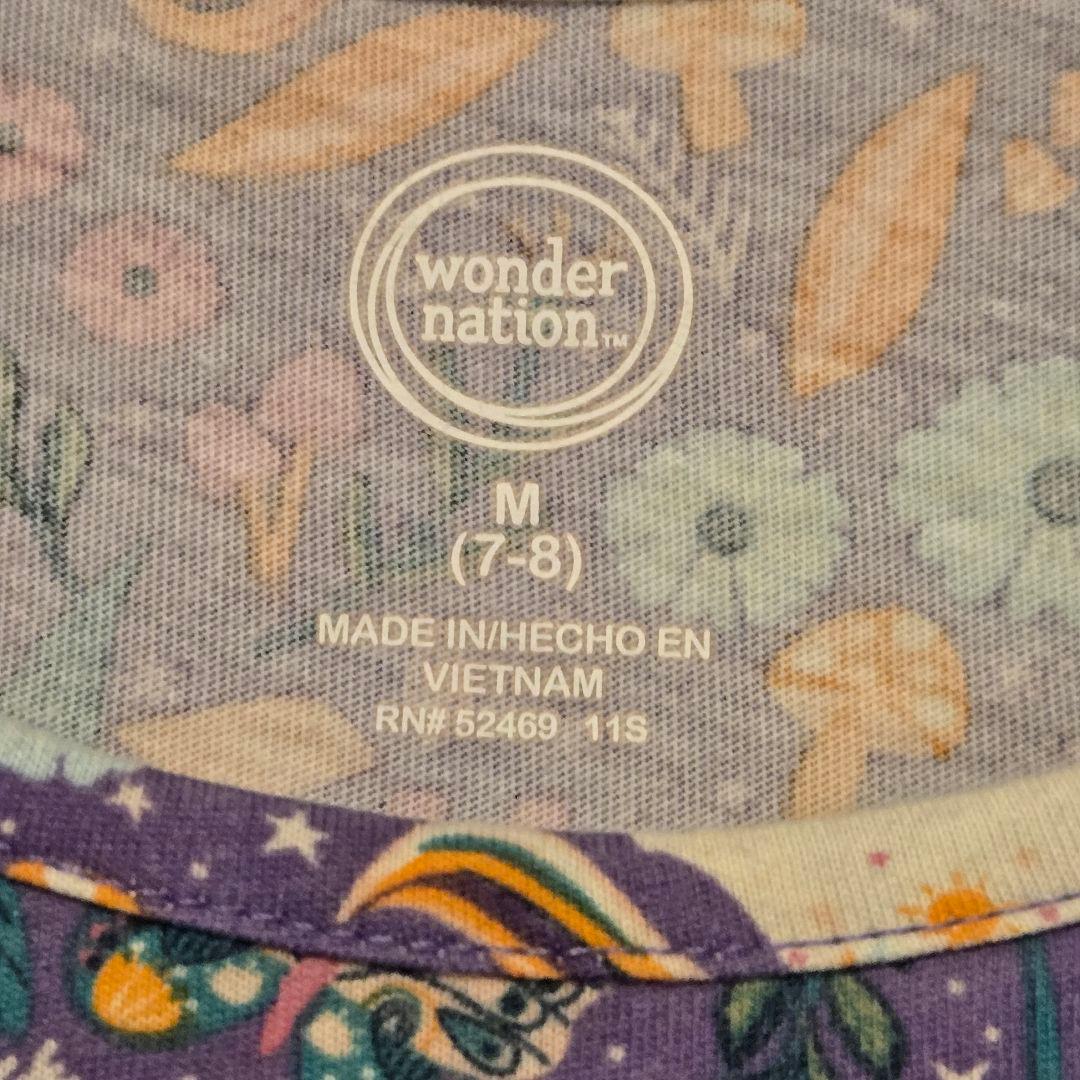 wonder
nation™
M
(7-8)
MADE IN/HECHO EN
VIETNAM
RN# 52469 11S